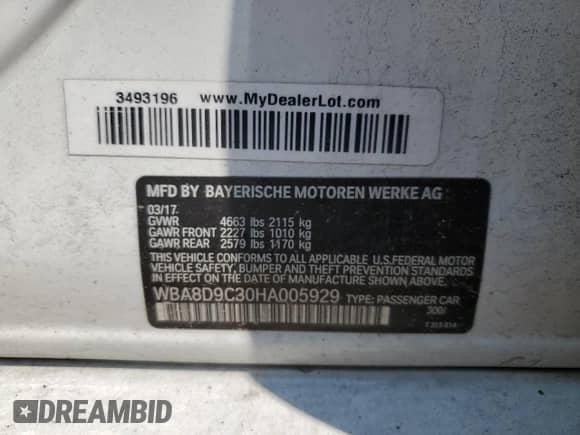 3493196 www.MyDealerLot.com
MFD BY BAYERISCHE MOTOREN WERKE AG
03/17
GVWR 4663 lbs 2115 kg
GAWR FRONT 2227 lbs 1010 kg
GAWR REAR 2579 lbs 1170 kg
THIS VEHICLE CONFORMS TO ALL APPLICABLE U.S.FEDERAL MOTOR
VEHICLE SAFETY, BUMPER AND THEFT PREVENTION STANDARDS
IN EFFECT ON THE DATE OF MANUFACTURE SHOWN ABOVE.
WBA8D9C30HA005929 TYPE: PASSENGER CAR
300/
DREAMBID